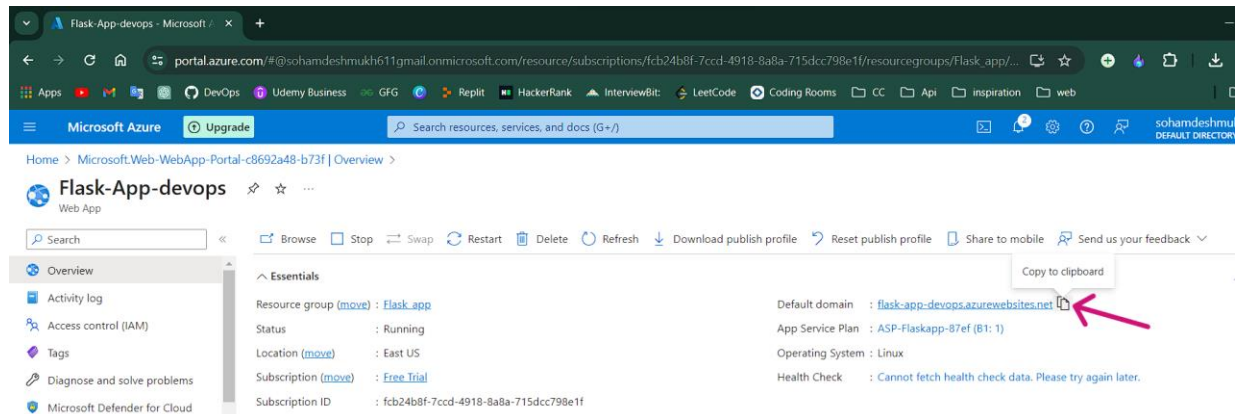 Flask-App-devops - Microsoft A
portal.azure.com/#@sohamdeshmukh611gmail.onmicrosoft.com/resource/subscriptions/fcb24b8f-7ccd-4918-8a8a-715dcc798e1f/resourcegroups/Flask_app/...
Apps DevOps Udemy Business GFG Replit HackerRank InterviewBit: LeetCode Coding Rooms CC Api inspiration web
Microsoft Azure Upgrade Search resources, services, and docs (G+/) 2 sohamdeshmu
DEFAULT DIRECTORY
Home > Microsoft.Web-WebApp-Portal-c8692a48-b73f | Overview >
Flask-App-devops ...
Web App
Search « Browse Stop Swap Restart Delete Refresh Download publish profile Reset publish profile Share to mobile Send us your feedback
Copy to clipboard
Overview
Essentials
Activity log
Resource group (move) : Flask_app Default domain : flask-app-devops.azurewebsites.net
Access control (IAM)
Status : Running App Service Plan : ASP-Flaskapp-87ef (B1: 1)
Tags
Location (move) : East US Operating System : Linux
Diagnose and solve problems
Subscription (move) : Free Trial Health Check : Cannot fetch health check data. Please try again later.
Microsoft Defender for Cloud
Subscription ID : fcb24b8f-7ccd-4918-8a8a-715dcc798e1f